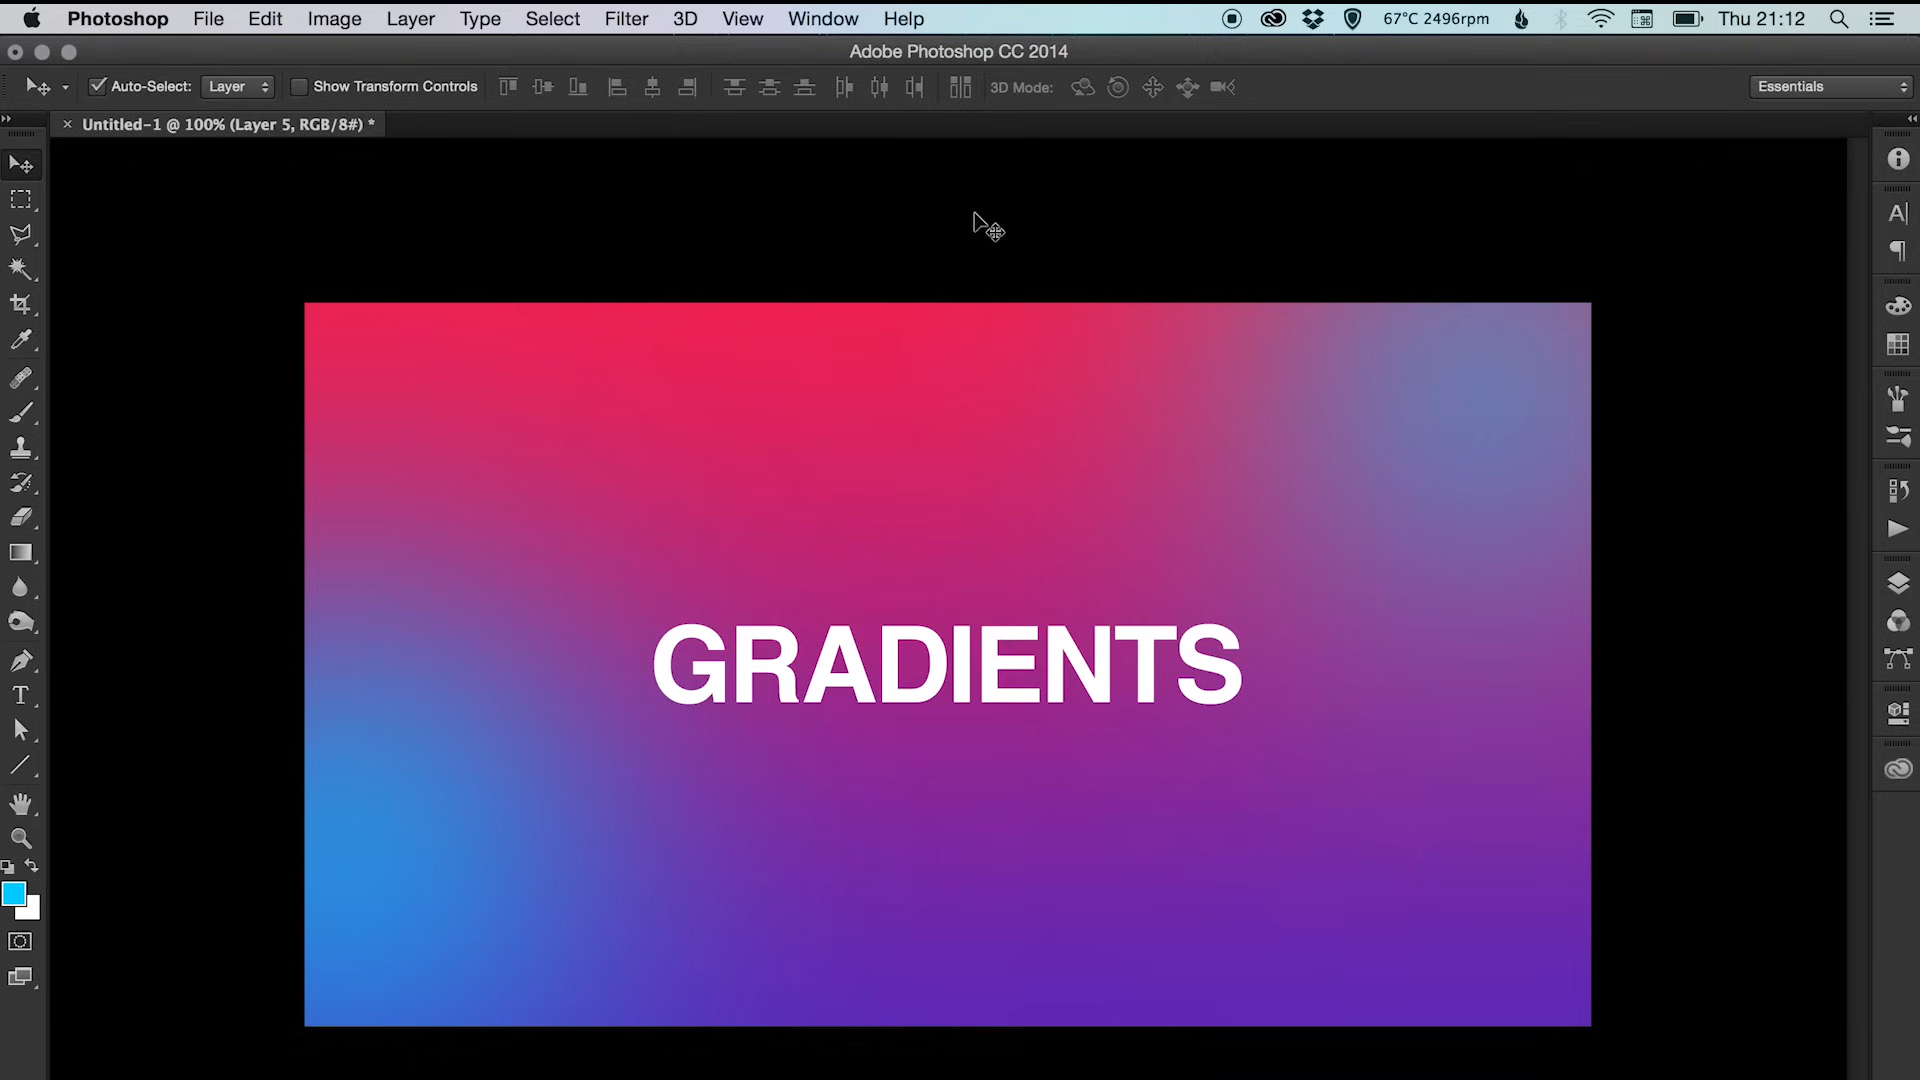 Photoshop File Edit Image Layer Type Select Filter 3D View Window Help 67°C 2496rpm Thu 21:12
Adobe Photoshop CC 2014
Auto-Select: Layer Show Transform Controls 3D Mode: Essentials
Untitled-1 @ 100% (Layer 5, RGB/8#) *
GRADIENTS